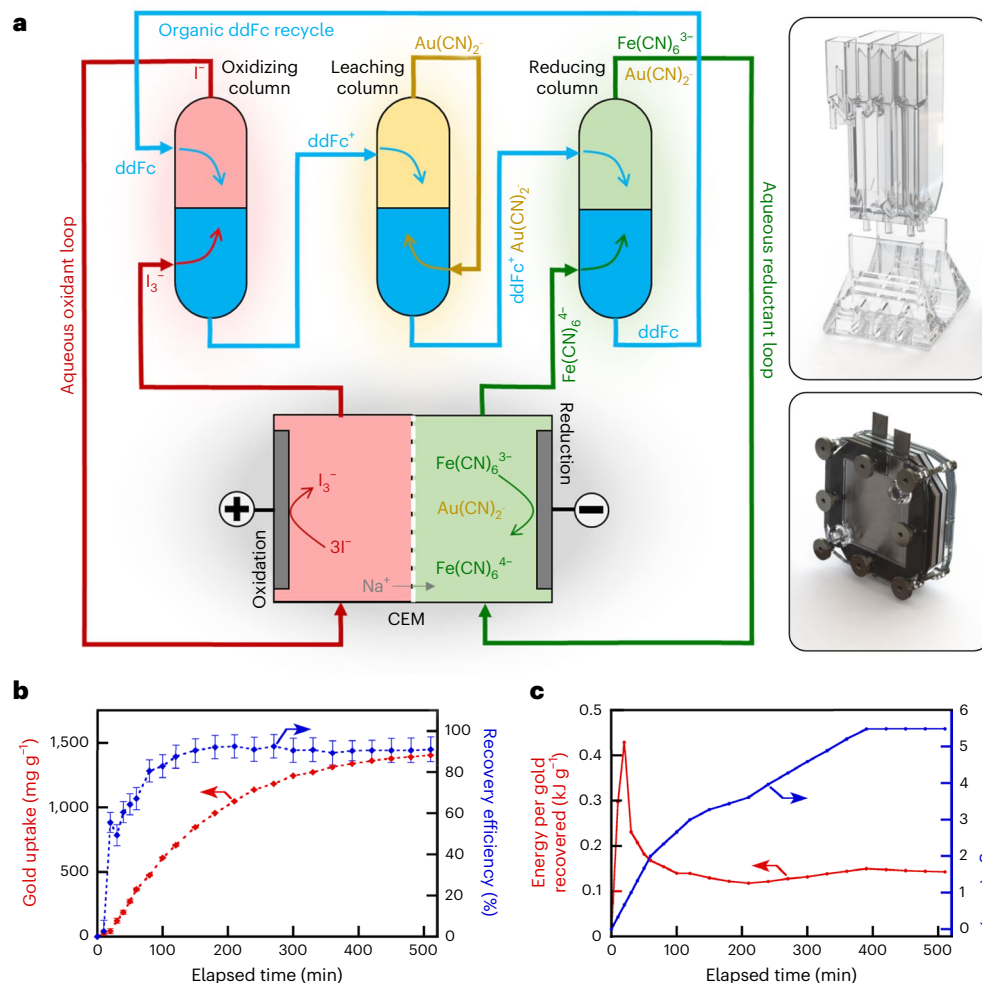 a
Organic ddFc recycle
Au(CN)₂⁻
Fe(CN)₆³⁻
I⁻
Oxidizing
column
Leaching
column
Reducing
column
Au(CN)₂⁻
ddFc
ddFc⁺
ddFc⁺ Au(CN)₂⁻
Aqueous oxidant loop
I₃⁻
Fe(CN)₆⁴⁻
ddFc
Aqueous reductant loop
Oxidation
+
I₃⁻
3I⁻
Na⁺
CEM
Fe(CN)₆³⁻
Au(CN)₂⁻
Fe(CN)₆⁴⁻
Reduction
−
b
Gold uptake (mg g⁻¹)
1,500
1,000
500
0
100
80
60
40
20
0
Recovery efficiency (%)
0 100 200 300 400 500
Elapsed time (min)
c
Energy per gold
recovered (kJ g⁻¹)
0.5
0.4
0.3
0.2
0.1
0
6
5
4
3
2
1
0
0 100 200 300 400 500
Elapsed time (min)